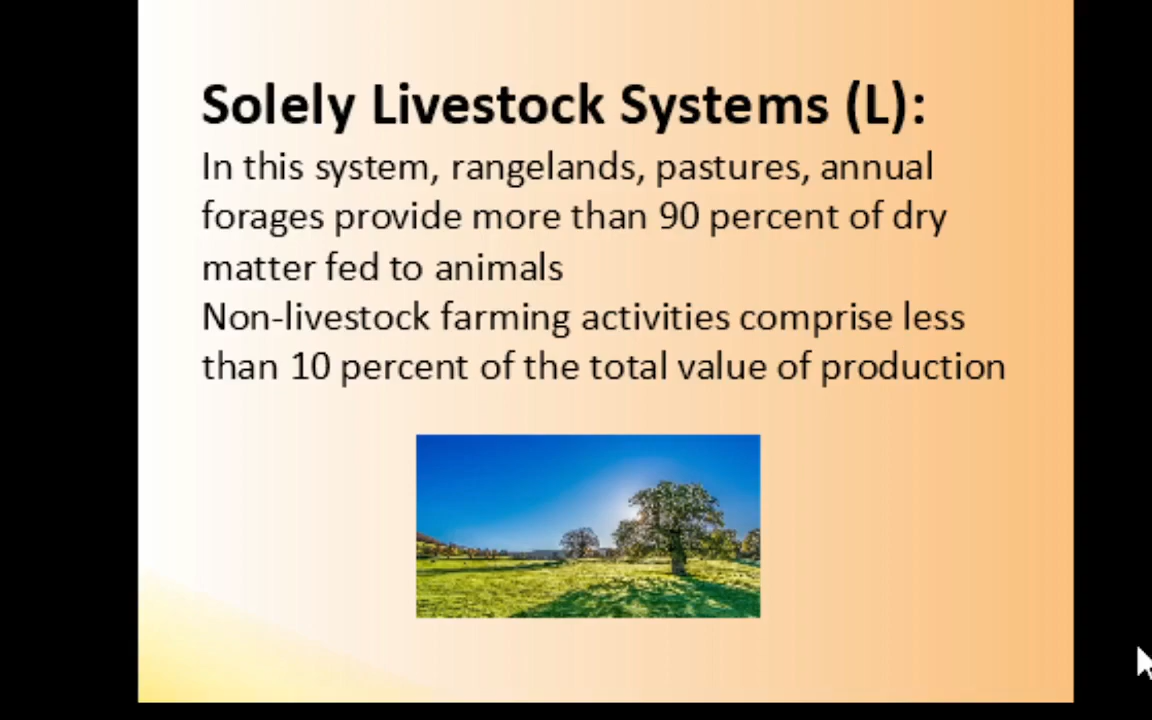 Solely Livestock Systems (L):
In this system, rangelands, pastures, annual
forages provide more than 90 percent of dry
matter fed to animals
Non-livestock farming activities comprise less
than 10 percent of the total value of production